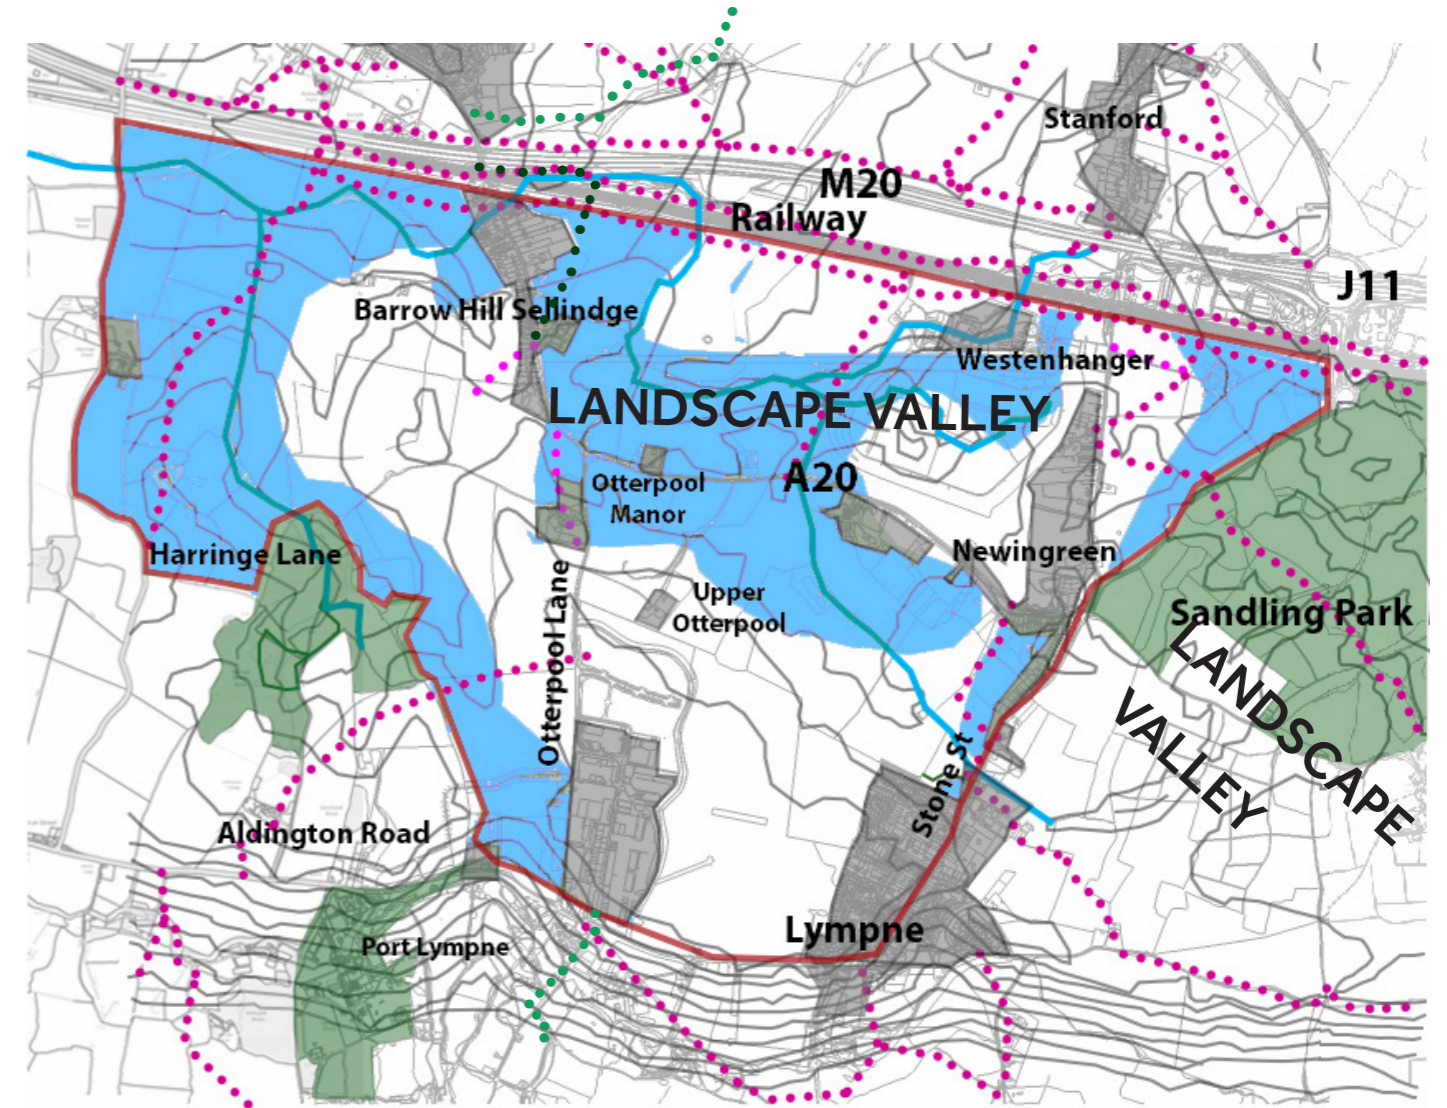 Stanford
M20
Railway
J11
Barrow Hill Sellindge
Westenhanger
LANDSCAPE VALLEY
A20
Otterpool
Manor
Harringe Lane
Newingreen
Upper
Otterpool
Sandling Park
LANDSCAPE
VALLEY
Otterpool Lane
Stone St
Aldington Road
Port Lympne
Lympne